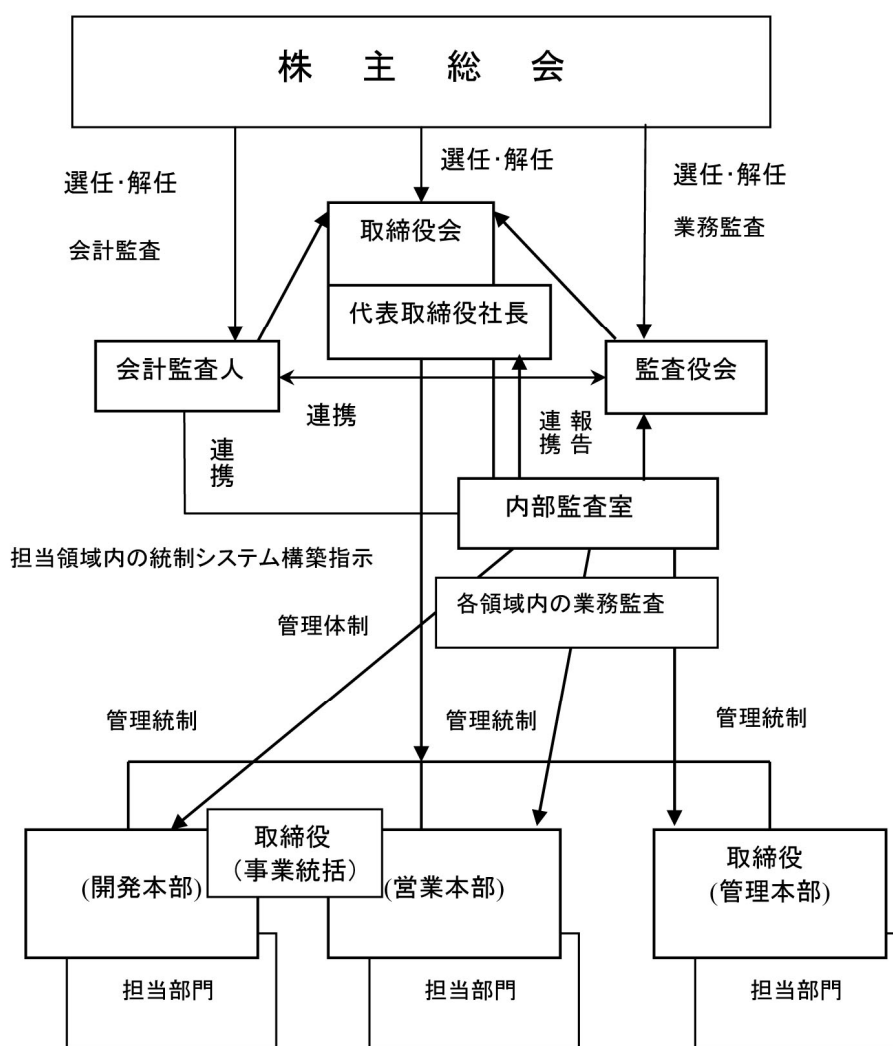 株 主 総 会
選任・解任
選任・解任
選任・解任
会計監査
業務監査
取締役会
代表取締役社長
会計監査人
監査役会
連携
連携
連携
報告
内部監査室
担当領域内の統制システム構築指示
各領域内の業務監査
管理体制
管理統制
管理統制
管理統制
取締役
(事業統括)
(開発本部)
(営業本部)
取締役
(管理本部)
担当部門
担当部門
担当部門